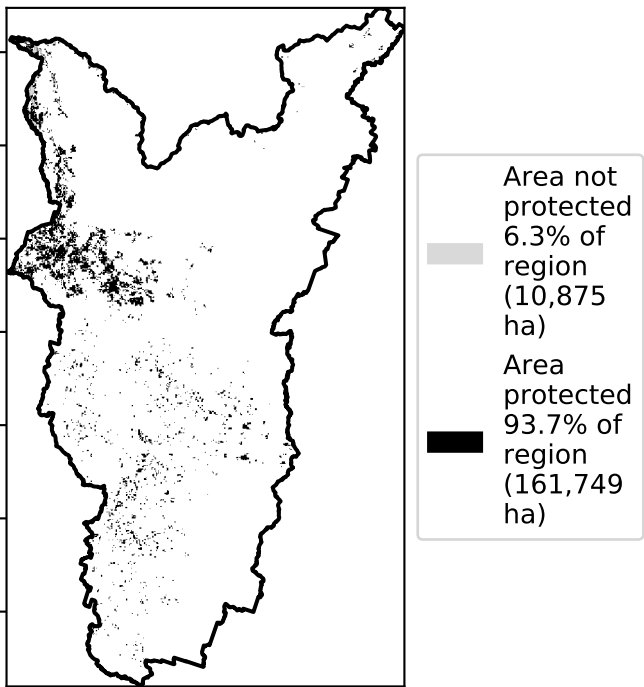 Area not
protected
6.3% of
region
(10,875
ha)
Area
protected
93.7% of
region
(161,749
ha)